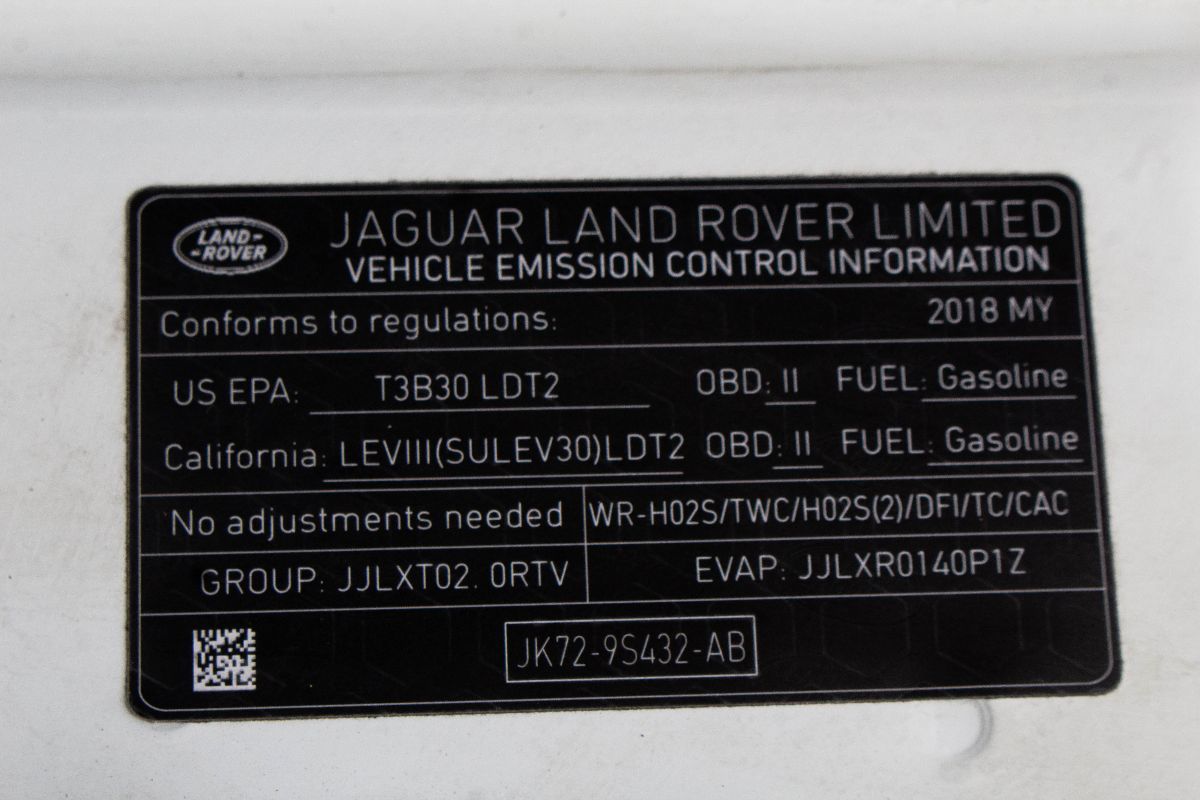 LAND-
-ROVER
JAGUAR LAND ROVER LIMITED
VEHICLE EMISSION CONTROL INFORMATION
Conforms to regulations: 2018 MY
US EPA: T3B30 LDT2 OBD: II FUEL: Gasoline
California: LEVIII(SULEV30)LDT2 OBD: II FUEL: Gasoline
No adjustments needed WR-H02S/TWC/H02S(2)/DFI/TC/CAC
GROUP: JJLXT02. 0RTV EVAP: JJLXR0140P1Z
JK72-9S432-AB